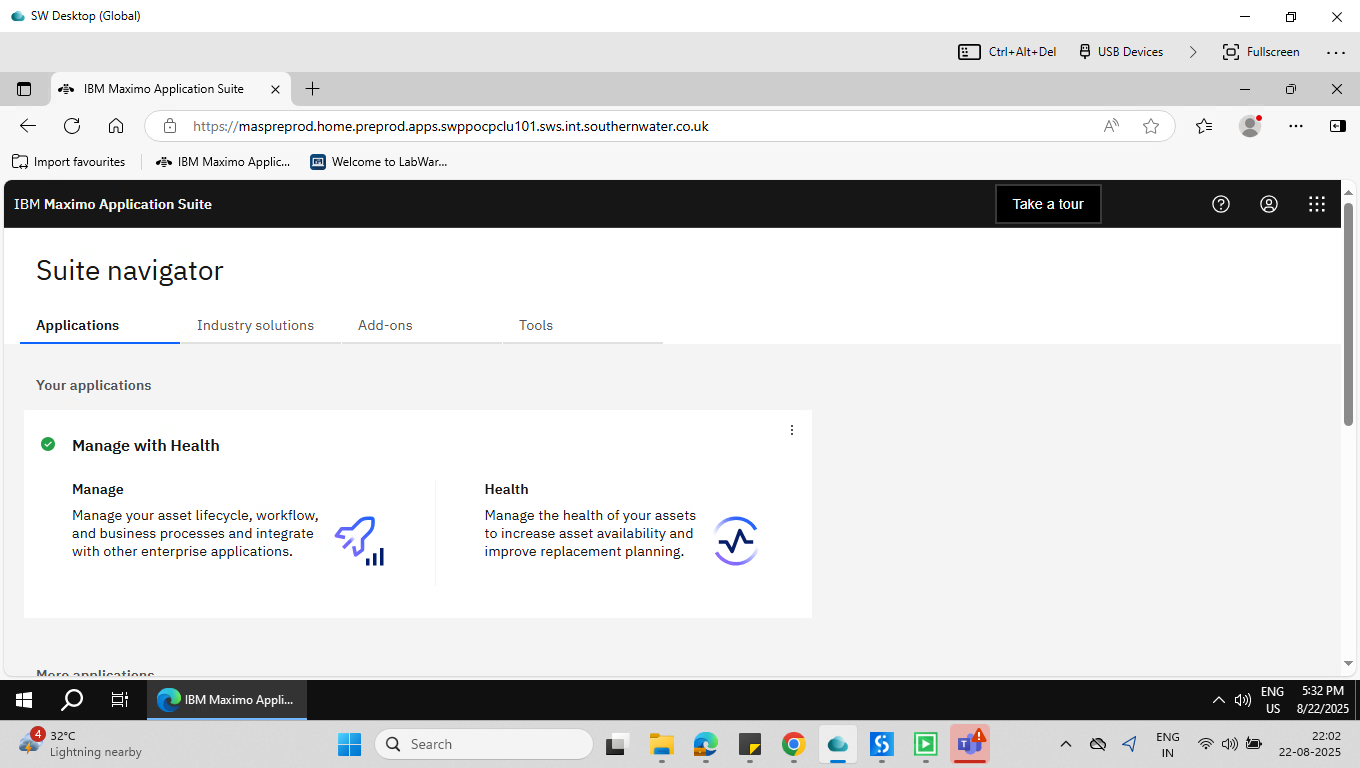 SW Desktop (Global)
Ctrl+Alt+Del
USB Devices
Fullscreen
IBM Maximo Application Suite
https://maspreprod.home.preprod.apps.swppocpclu101.sws.int.southernwater.co.uk
Import favourites
IBM Maximo Applic...
Welcome to LabWar...
IBM Maximo Application Suite
Take a tour
Suite navigator
Applications
Industry solutions
Add-ons
Tools
Your applications
Manage with Health
Manage
Manage your asset lifecycle, workflow,
and business processes and integrate
with other enterprise applications.
Health
Manage the health of your assets
to increase asset availability and
improve replacement planning.
More applications
IBM Maximo Appli...
ENG
US
5:32 PM
8/22/2025
4
32°C
Lightning nearby
Search
ENG
IN
22:02
22-08-2025